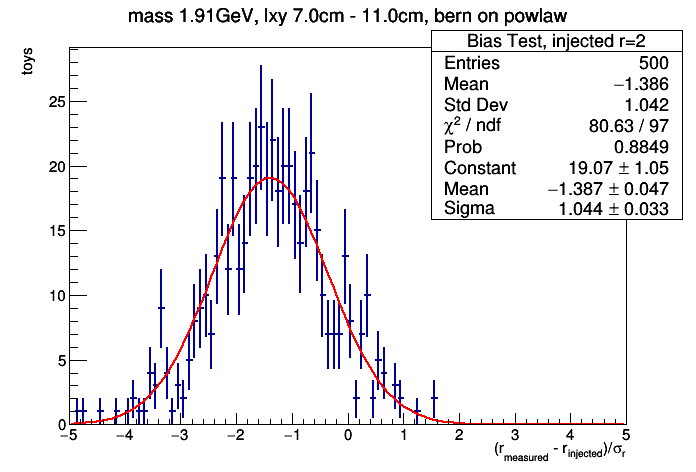 mass 1.91GeV, lxy 7.0cm - 11.0cm, bern on powlaw
Bias Test, injected r=2
Entries 500
Mean −1.386
Std Dev 1.042
χ² / ndf 80.63 / 97
Prob 0.8849
Constant 19.07 ± 1.05
Mean −1.387 ± 0.047
Sigma 1.044 ± 0.033
toys
25
20
15
10
5
0
−5 −4 −3 −2 −1 0 1 2 3 4 5
(r_measured - r_injected)/σ_r